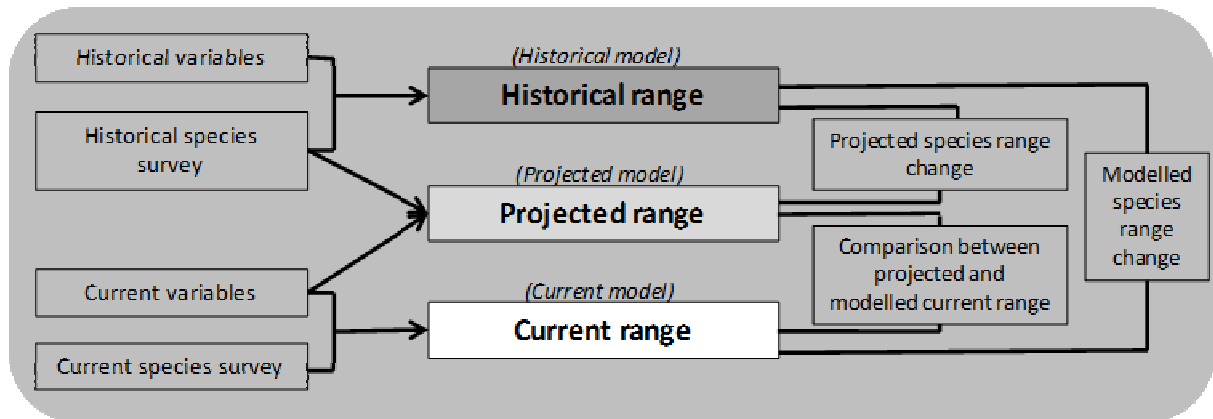 Historical variables
Historical species
survey
Current variables
Current species survey
(Historical model)
Historical range
(Projected model)
Projected range
(Current model)
Current range
Projected species range
change
Comparison between
projected and
modelled current range
Modelled
species
range
change